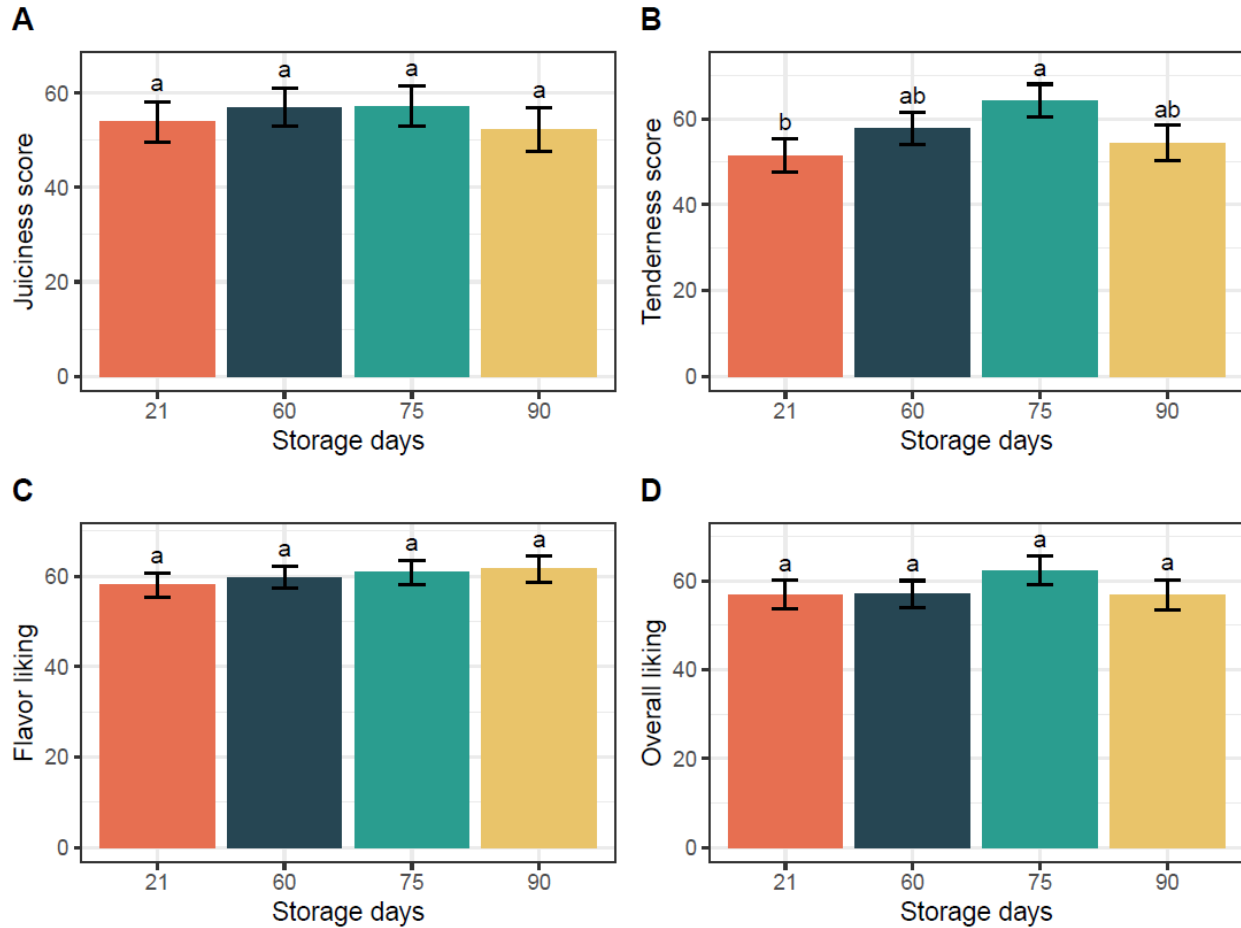 A
Juiciness score
60
40
20
0
a a a a
21 60 75 90
Storage days
B
Tenderness score
60
40
20
0
b ab a ab
21 60 75 90
Storage days
C
Flavor liking
60
40
20
0
a a a a
21 60 75 90
Storage days
D
Overall liking
60
40
20
0
a a a a
21 60 75 90
Storage days